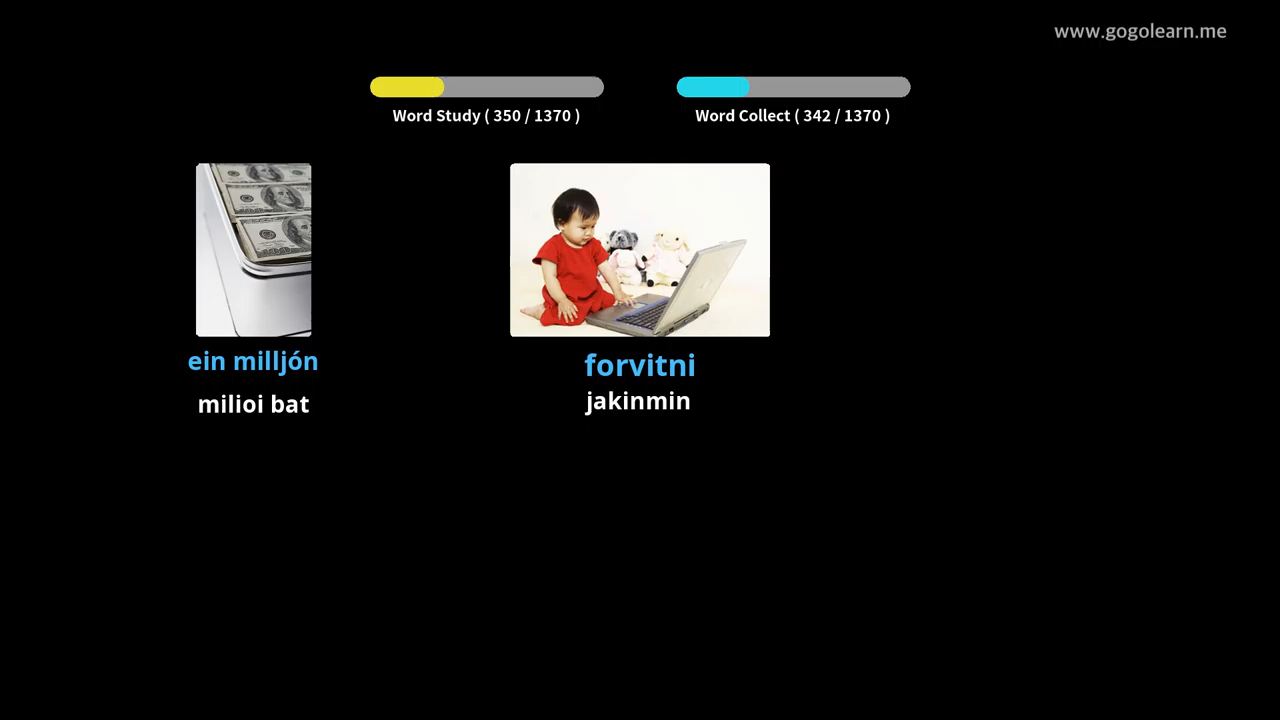 www.gogolearn.me
Word Study ( 350 / 1370 )
Word Collect ( 342 / 1370 )
ein milljón
milioi bat
forvitni
jakinmin